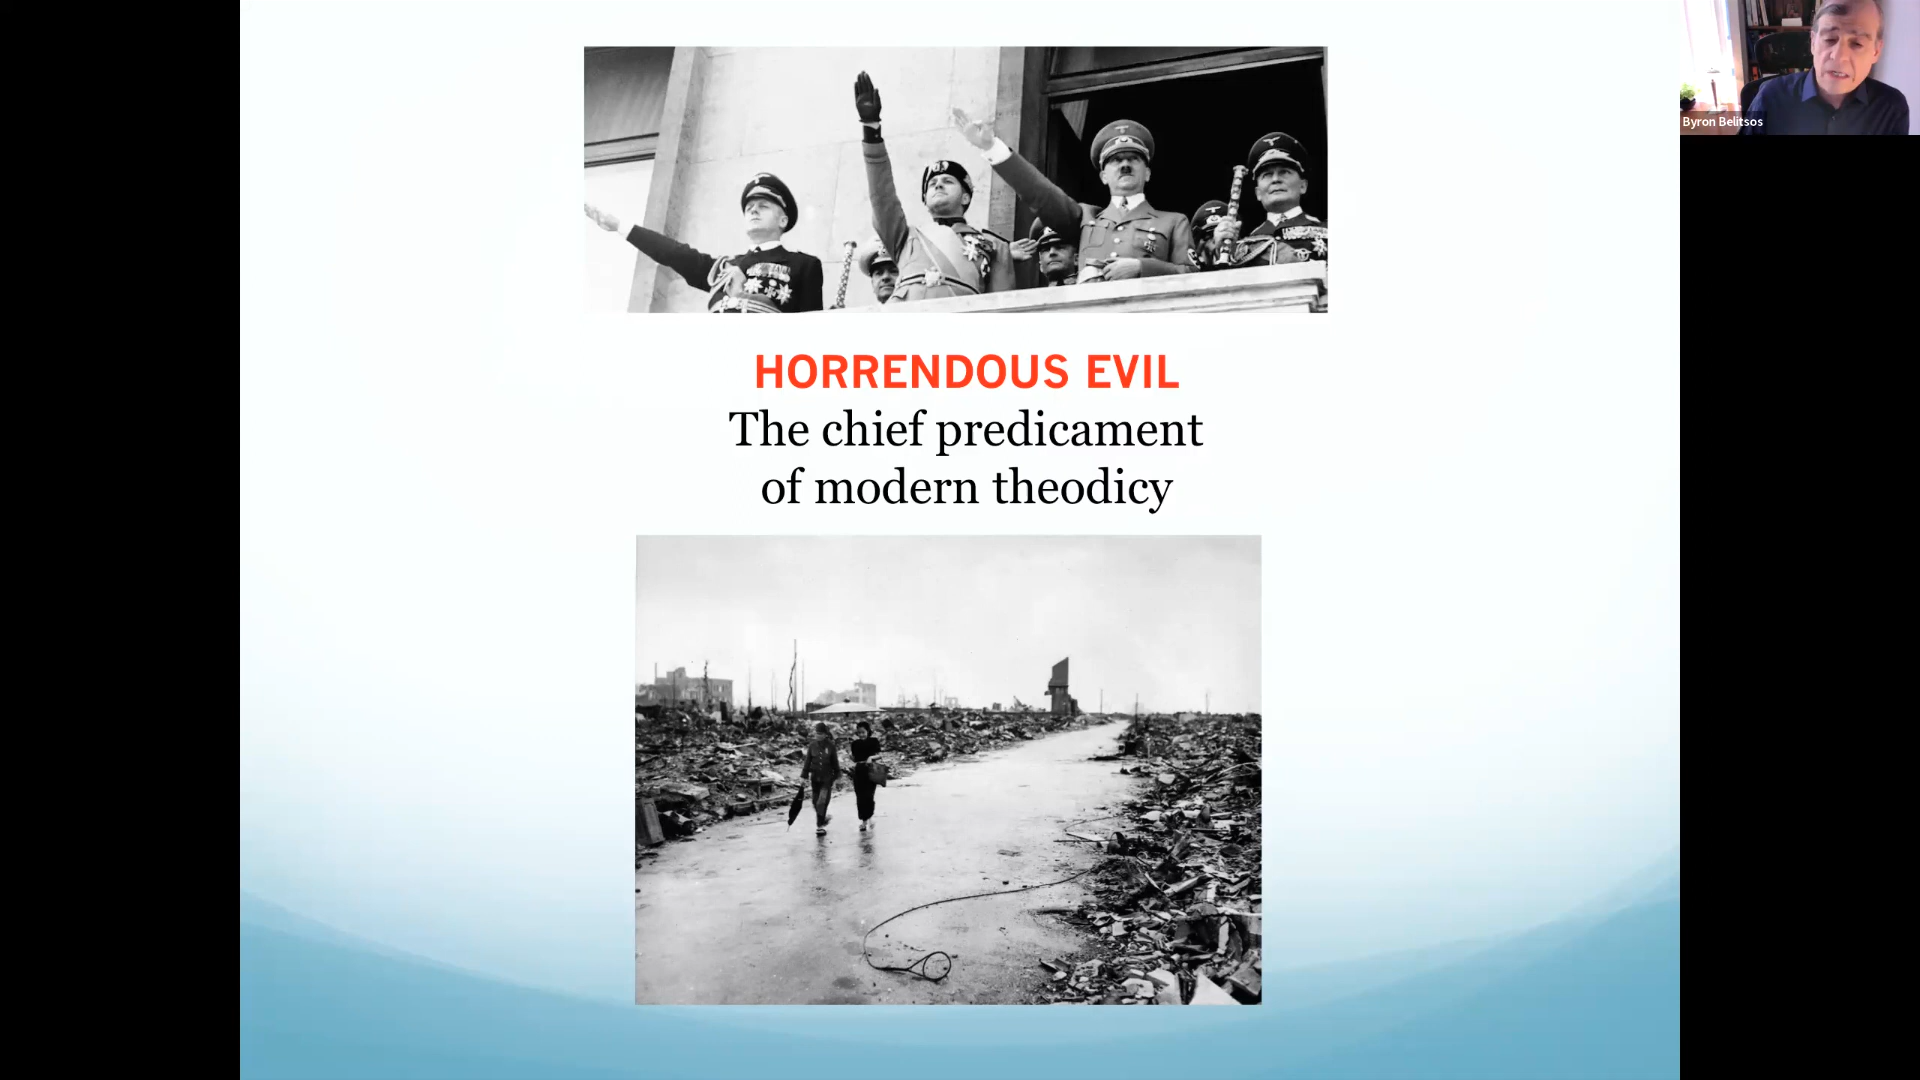 HORRENDOUS EVIL
The chief predicament
of modern theodicy
Byron Belitsos